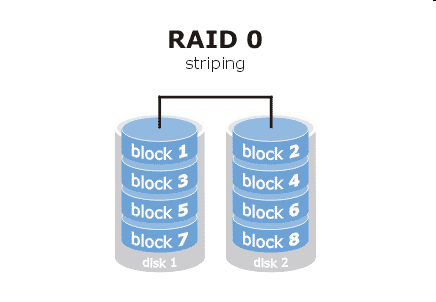 RAID 0
striping
block 1
block 3
block 5
block 7
disk 1
block 2
block 4
block 6
block 8
disk 2